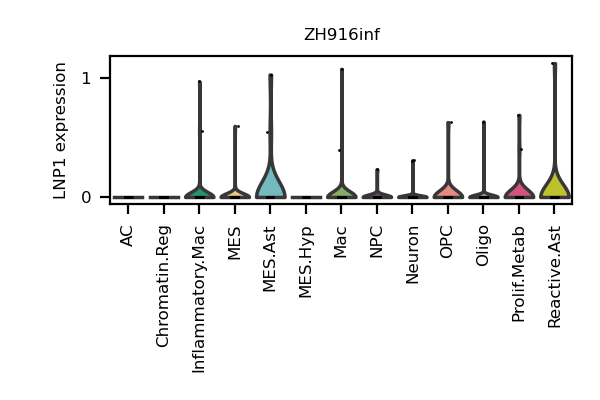 ZH916inf
LNP1 expression
1
0
AC
Chromatin.Reg
Inflammatory.Mac
MES
MES.Ast
MES.Hyp
Mac
NPC
Neuron
OPC
Oligo
Prolif.Metab
Reactive.Ast